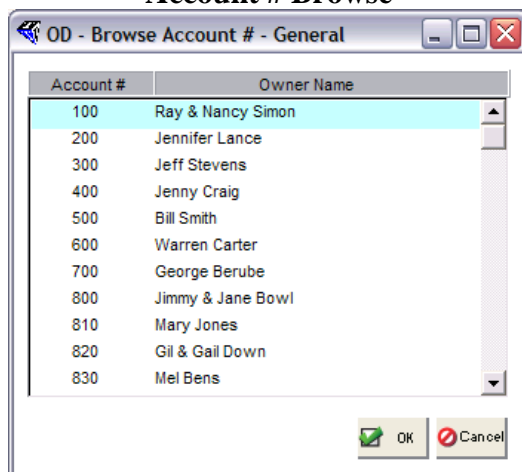 Account # Browse
OD - Browse Account # - General
Account # Owner Name
100 Ray & Nancy Simon
200 Jennifer Lance
300 Jeff Stevens
400 Jenny Craig
500 Bill Smith
600 Warren Carter
700 George Berube
800 Jimmy & Jane Bowl
810 Mary Jones
820 Gil & Gail Down
830 Mel Bens
OK Cancel